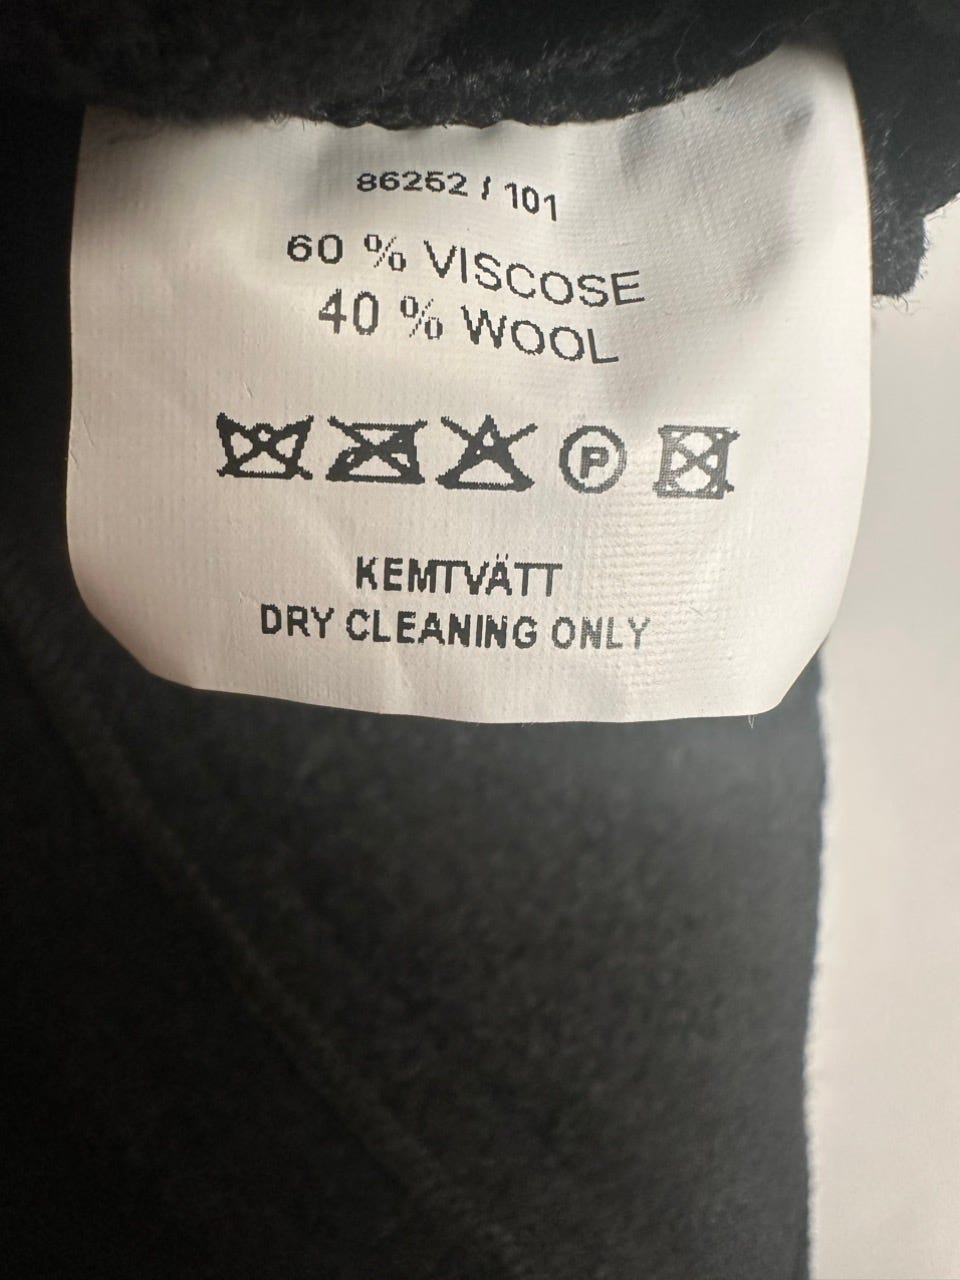 86252 / 101
60 % VISCOSE
40 % WOOL
P
KEMTVÄTT
DRY CLEANING ONLY